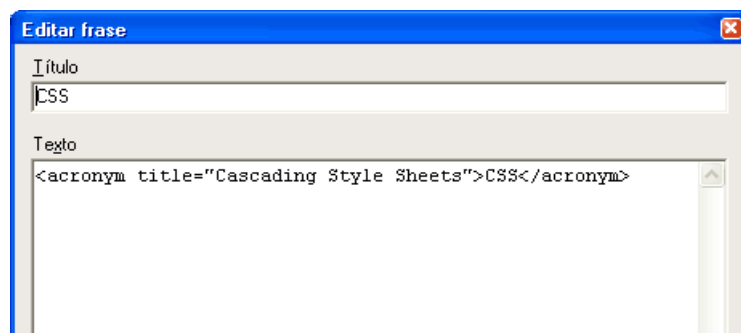 Editar frase
Título
CSS
Texto
<acronym title="Cascading Style Sheets">CSS</acronym>